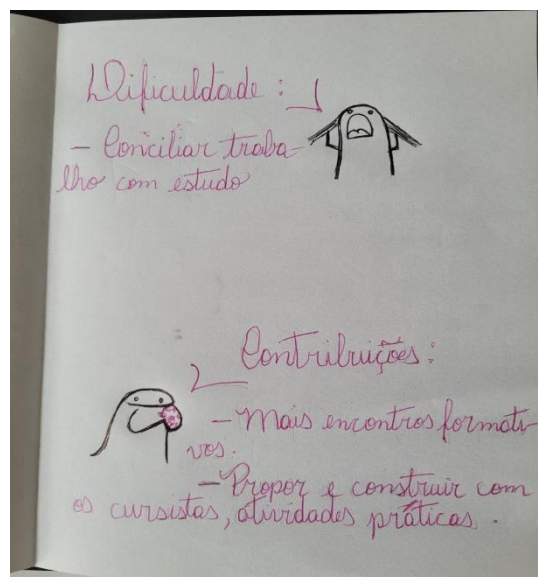 Dificuldade:
- Conciliar traba-
lho com estudo
Contribuições:
- Mais encontros formati-
vos.
- Propor e construir com
os cursistas, atividades práticas.